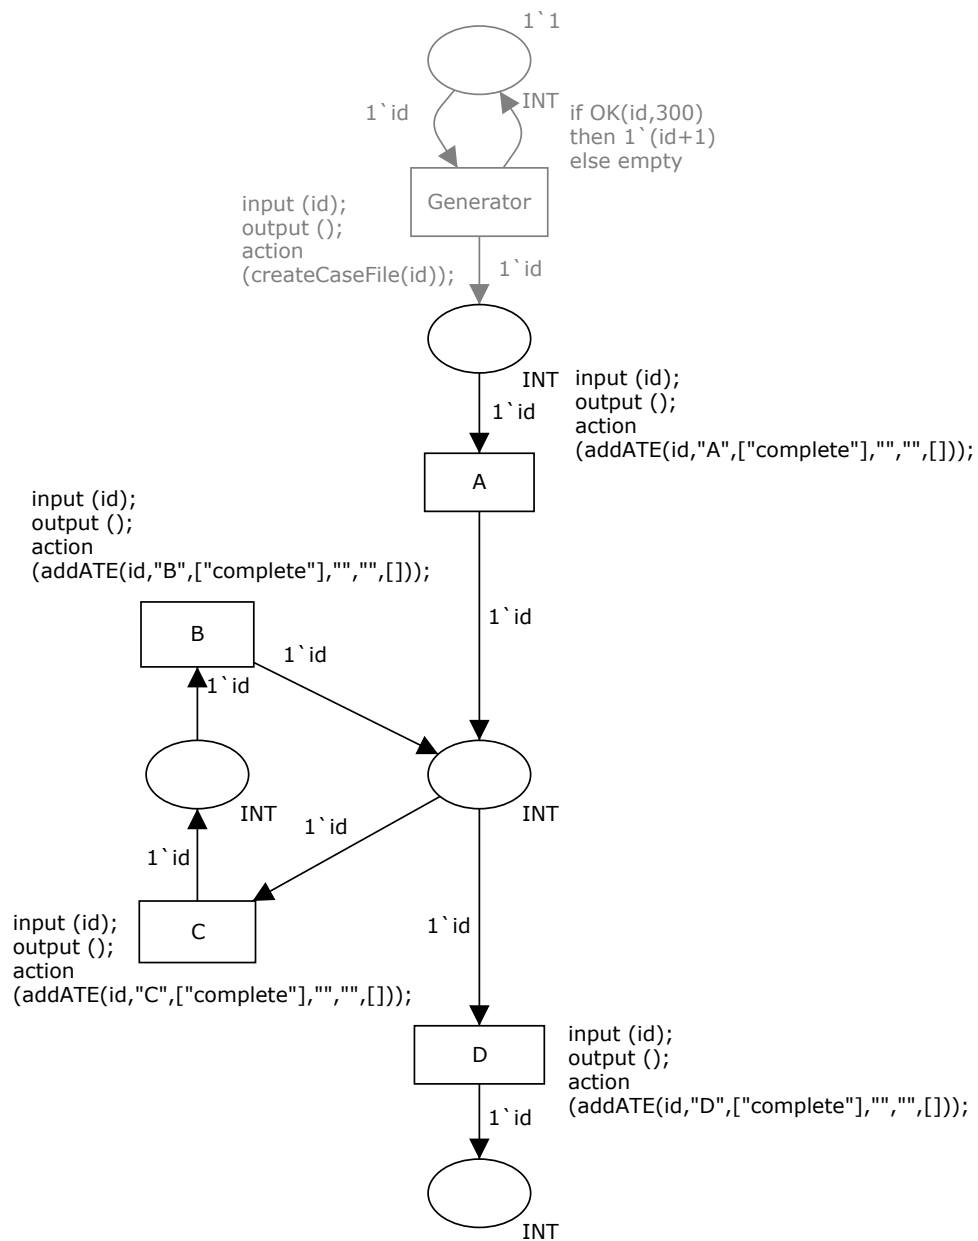 1`1
1`id
INT
if OK(id,300)
then 1`(id+1)
else empty
Generator
input (id);
output ();
action
(createCaseFile(id));
1`id
INT
input (id);
output ();
action
(addATE(id,"A",["complete"],"","",[]));
1`id
A
input (id);
output ();
action
(addATE(id,"B",["complete"],"","",[]));
1`id
B
1`id
1`id
INT
INT
1`id
1`id
1`id
C
input (id);
output ();
action
(addATE(id,"C",["complete"],"","",[]));
D
input (id);
output ();
action
(addATE(id,"D",["complete"],"","",[]));
1`id
INT